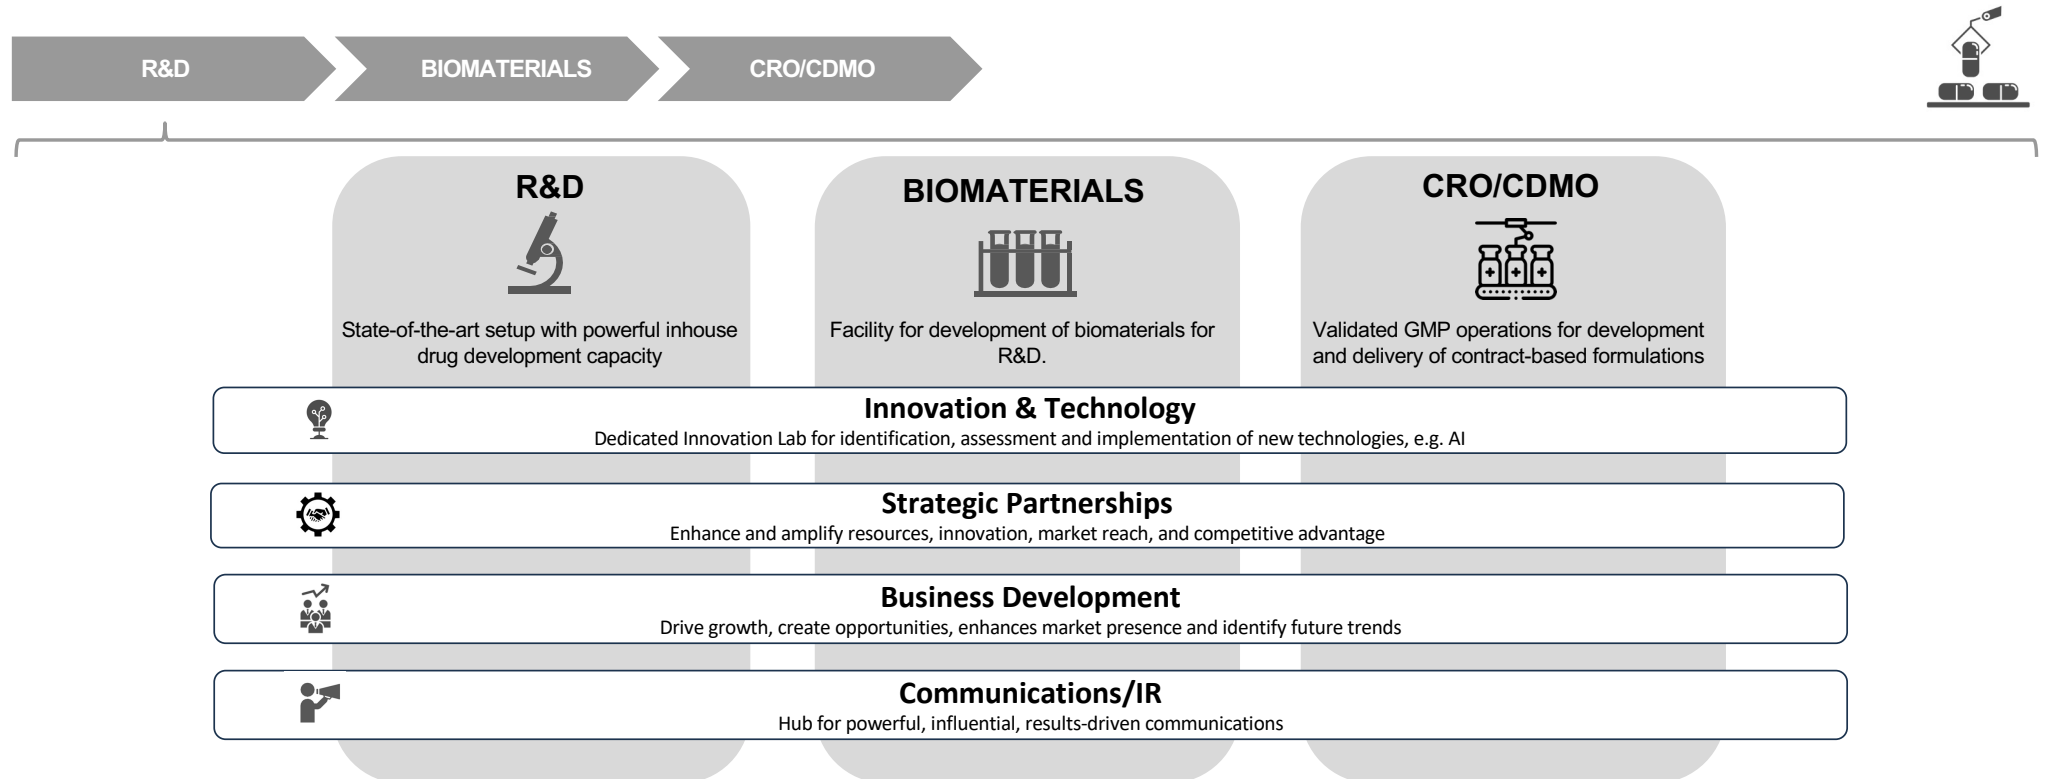 R&D
BIOMATERIALS
CRO/CDMO
R&D
State-of-the-art setup with powerful inhouse
drug development capacity
BIOMATERIALS
Facility for development of biomaterials for
R&D.
CRO/CDMO
Validated GMP operations for development
and delivery of contract-based formulations
Innovation & Technology
Dedicated Innovation Lab for identification, assessment and implementation of new technologies, e.g. AI
Strategic Partnerships
Enhance and amplify resources, innovation, market reach, and competitive advantage
Business Development
Drive growth, create opportunities, enhances market presence and identify future trends
Communications/IR
Hub for powerful, influential, results-driven communications